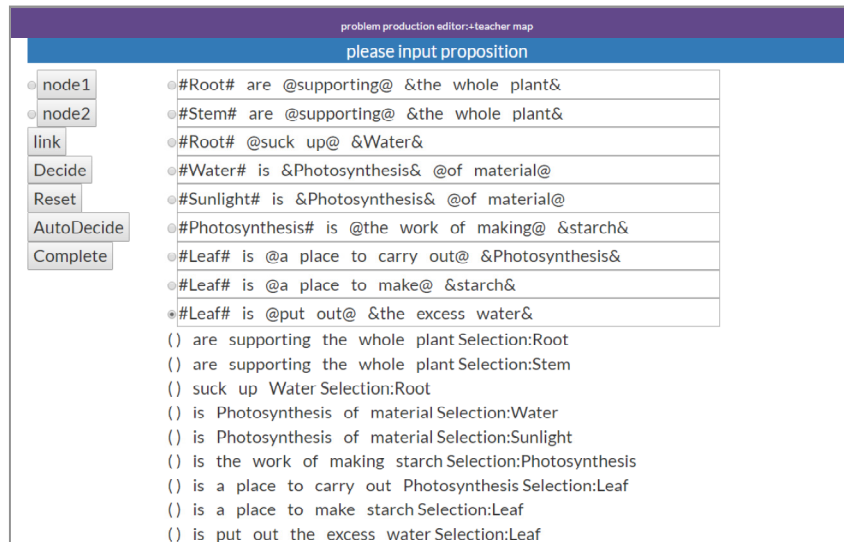 problem production editor:+teacher map
please input proposition
node1
node2
link
Decide
Reset
AutoDecide
Complete
#Root# are @supporting@ &the whole plant&
#Stem# are @supporting@ &the whole plant&
#Root# @suck up@ &Water&
#Water# is &Photosynthesis& @of material@
#Sunlight# is &Photosynthesis& @of material@
#Photosynthesis# is @the work of making@ &starch&
#Leaf# is @a place to carry out@ &Photosynthesis&
#Leaf# is @a place to make@ &starch&
#Leaf# is @put out@ &the excess water&
() are supporting the whole plant Selection:Root
() are supporting the whole plant Selection:Stem
() suck up Water Selection:Root
() is Photosynthesis of material Selection:Water
() is Photosynthesis of material Selection:Sunlight
() is the work of making starch Selection:Photosynthesis
() is a place to carry out Photosynthesis Selection:Leaf
() is a place to make starch Selection:Leaf
() is put out the excess water Selection:Leaf